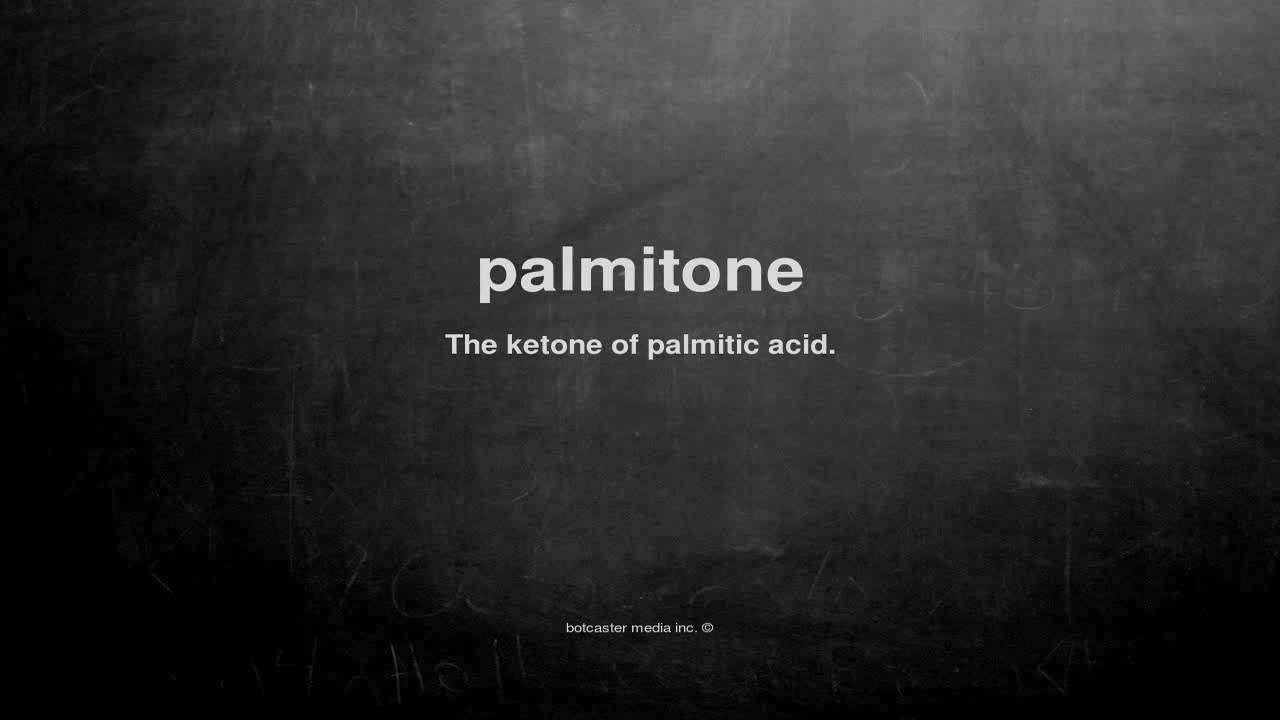 palmitone
The ketone of palmitic acid.
botcaster media inc. ©